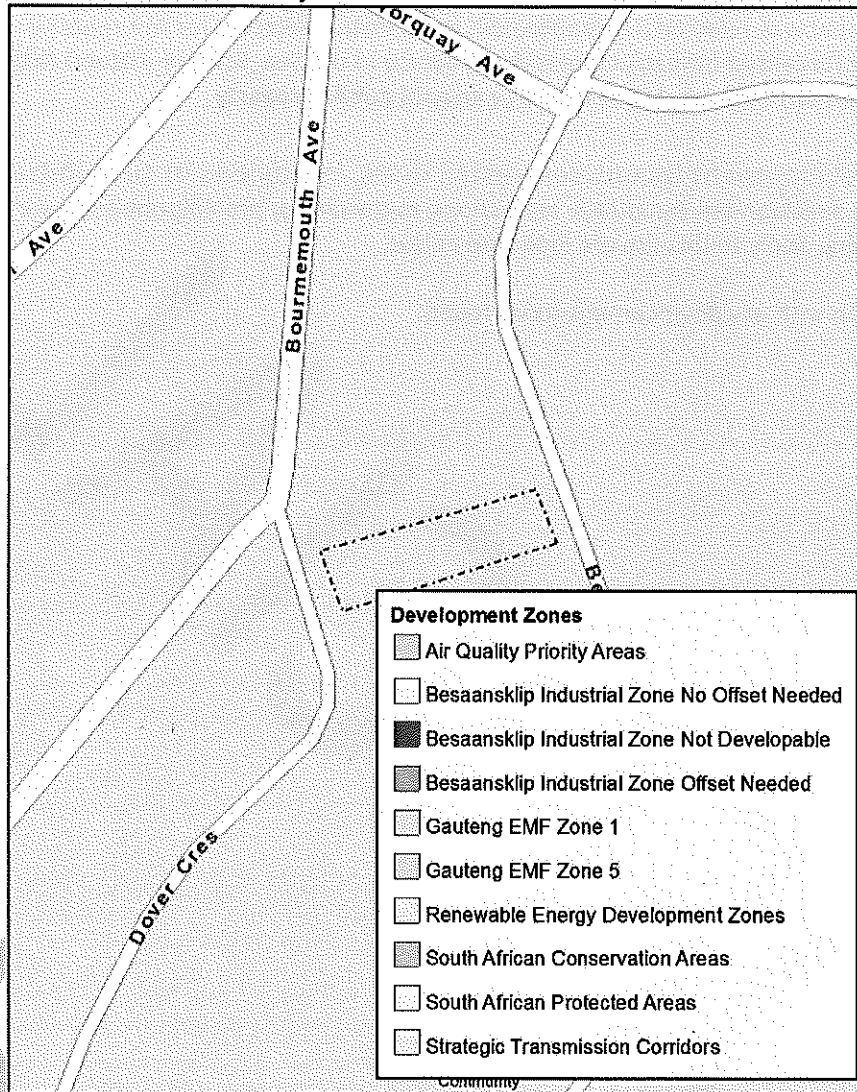 Torquay Ave
Bourmemouth Ave
Ave
Be
Dover Cres
Development Zones
Air Quality Priority Areas
Besaansklip Industrial Zone No Offset Needed
Besaansklip Industrial Zone Not Developable
Besaansklip Industrial Zone Offset Needed
Gauteng EMF Zone 1
Gauteng EMF Zone 5
Renewable Energy Development Zones
South African Conservation Areas
South African Protected Areas
Strategic Transmission Corridors
Community